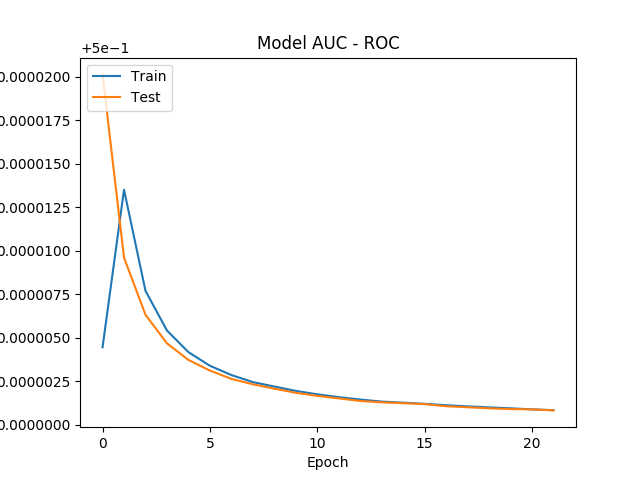 Model AUC - ROC
+5e−1
Train
Test
0.0000200
0.0000175
0.0000150
0.0000125
0.0000100
0.0000075
0.0000050
0.0000025
0.0000000
0 5 10 15 20
Epoch